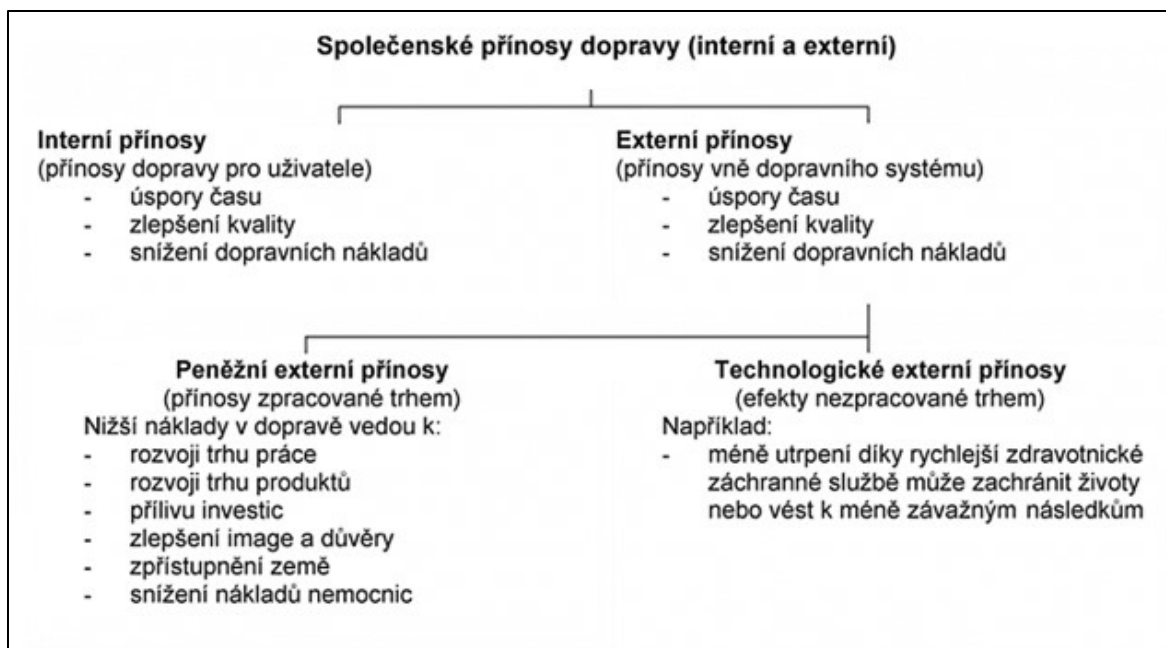 Společenské přínosy dopravy (interní a externí)
Interní přínosy
(přínosy dopravy pro uživatele)
- úspory času
- zlepšení kvality
- snížení dopravních nákladů
Externí přínosy
(přínosy vně dopravního systému)
- úspory času
- zlepšení kvality
- snížení dopravních nákladů
Peněžní externí přínosy
(přínosy zpracované trhem)
Nižší náklady v dopravě vedou k:
- rozvoji trhu práce
- rozvoji trhu produktů
- přílivu investic
- zlepšení image a důvěry
- zpřístupnění země
- snížení nákladů nemocnic
Technologické externí přínosy
(efekty nezpracované trhem)
Například:
- méně utrpení díky rychlejší zdravotnické
záchranné službě může zachránit životy
nebo vést k méně závažným následkům